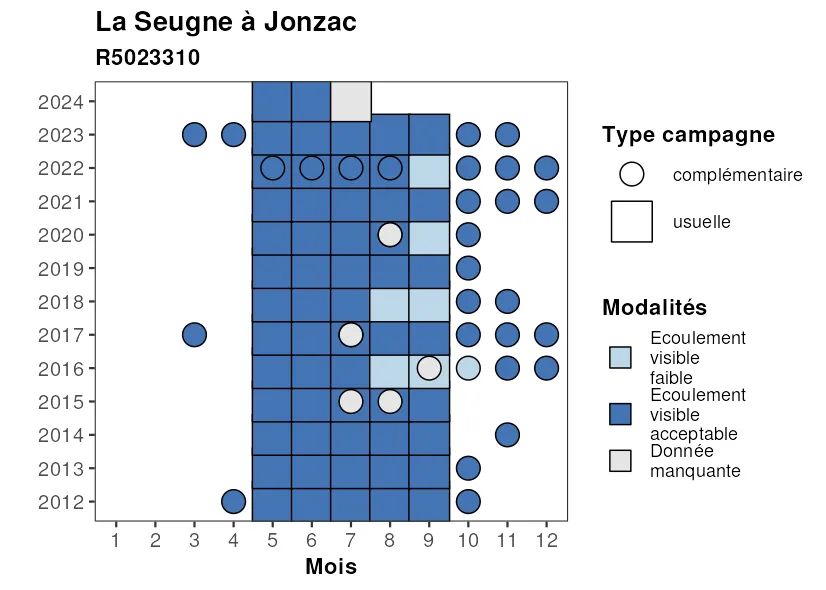 La Seugne à Jonzac
R5023310
2024
2023
2022
2021
2020
2019
2018
2017
2016
2015
2014
2013
2012
1 2 3 4 5 6 7 8 9 10 11 12
Mois
Type campagne
complémentaire
usuelle
Modalités
Ecoulement
visible
faible
Ecoulement
visible
acceptable
Donnée
manquante